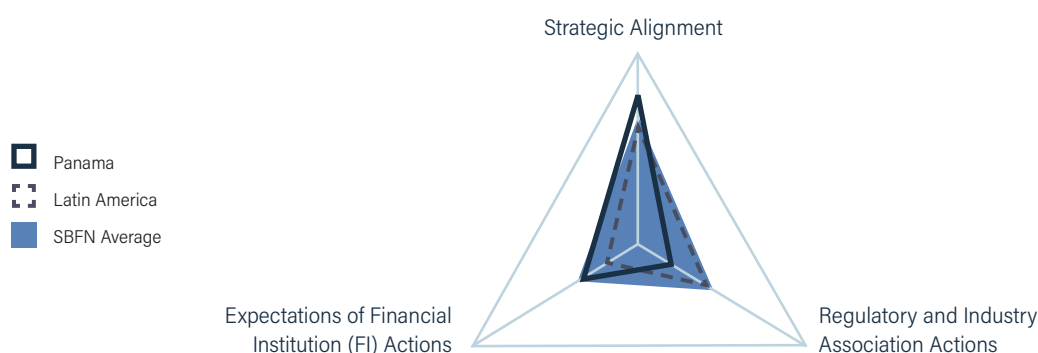 Strategic Alignment
Panama
Latin America
SBFN Average
Expectations of Financial
Institution (FI) Actions
Regulatory and Industry
Association Actions